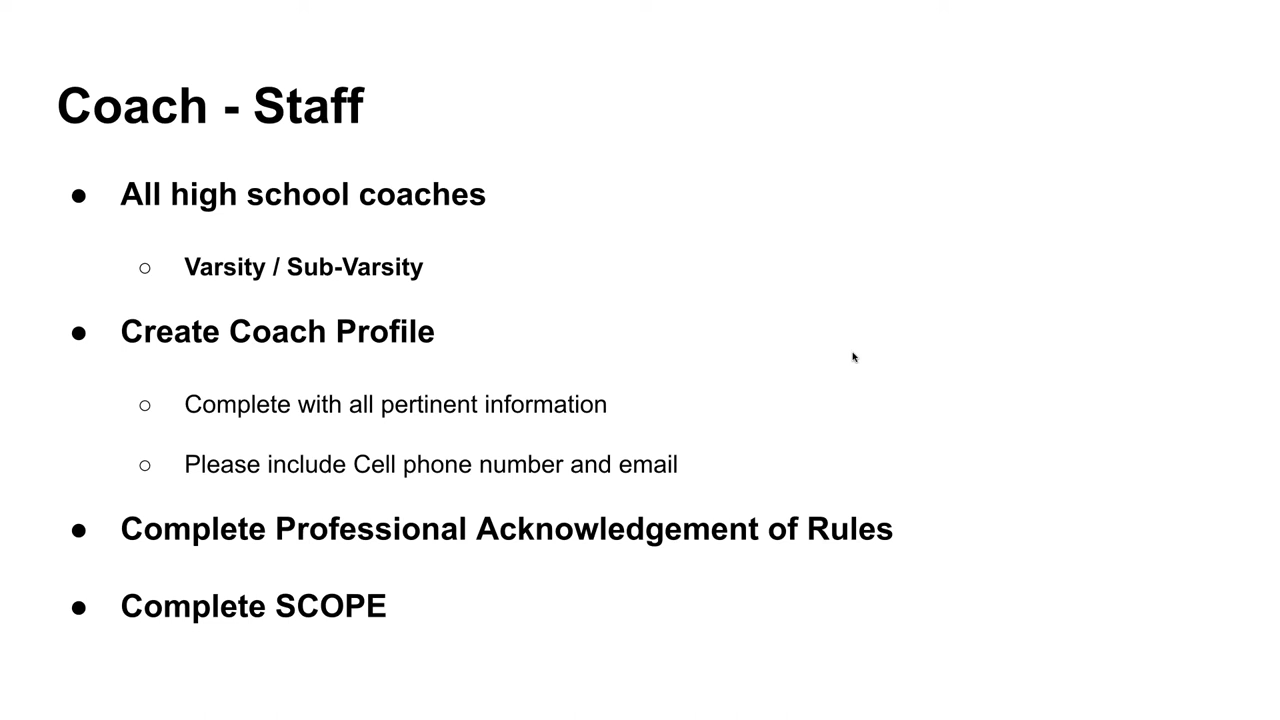 Coach - Staff
● All high school coaches
○ Varsity / Sub-Varsity
● Create Coach Profile
○ Complete with all pertinent information
○ Please include Cell phone number and email
● Complete Professional Acknowledgement of Rules
● Complete SCOPE